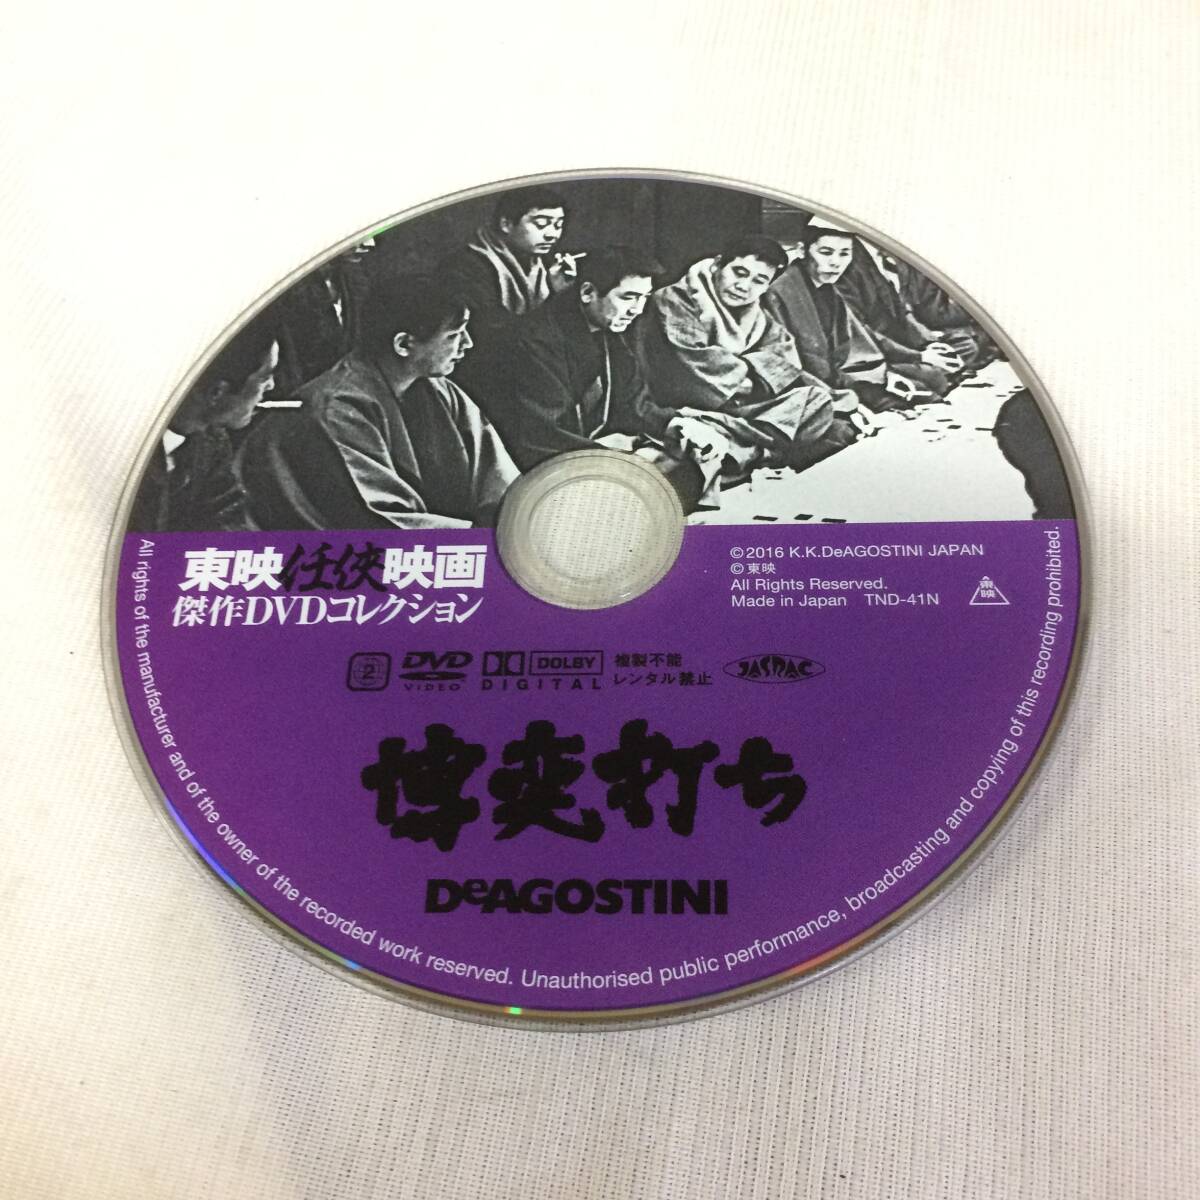 東映任侠映画
傑作DVDコレクション
©2016 K.K.DeAGOSTINI JAPAN
©東映
All Rights Reserved.
Made in Japan TND-41N
東映
2
DVD
VIDEO
DOLBY
DIGITAL
複製不能
レンタル禁止
JASRAC
博奕打ち
DeAGOSTINI
All rights of the manufacturer and of the owner of the recorded work reserved. Unauthorised public performance, broadcasting and copying of this recording prohibited.